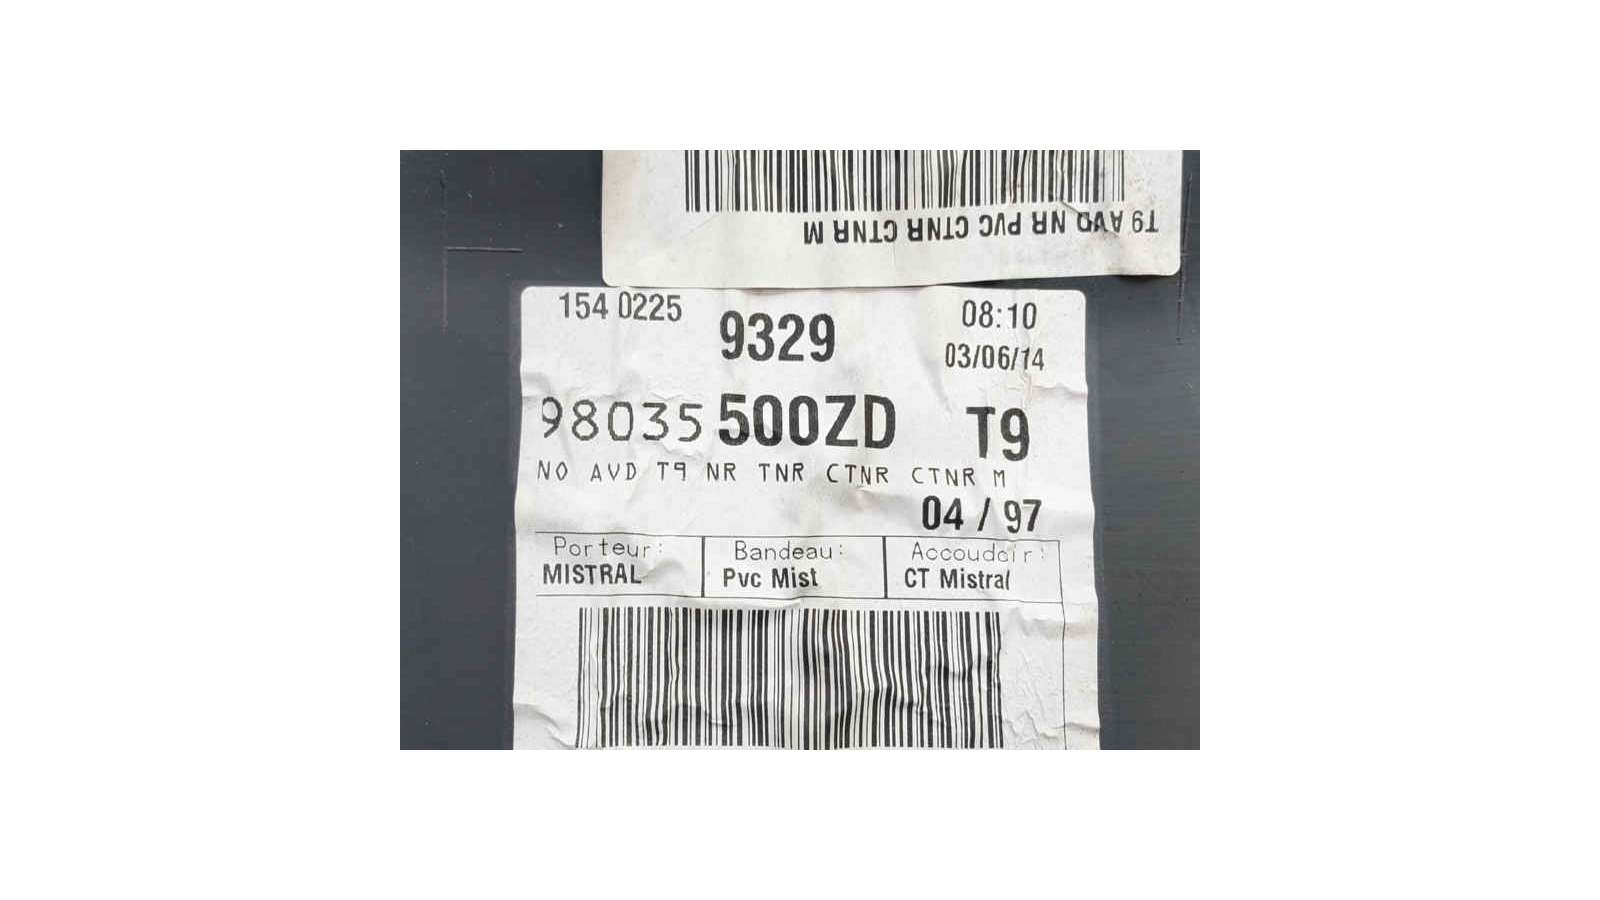 T9 AVD NR PVC CTNR CTNR M
154 0225
9329
08:10
03/06/14
98035 500ZD T9
NO AVD T9 NR TNR CTNR CTNR M
04 / 97
Porteur: Bandeau: Accoudoir:
MISTRAL Pvc Mist CT Mistral